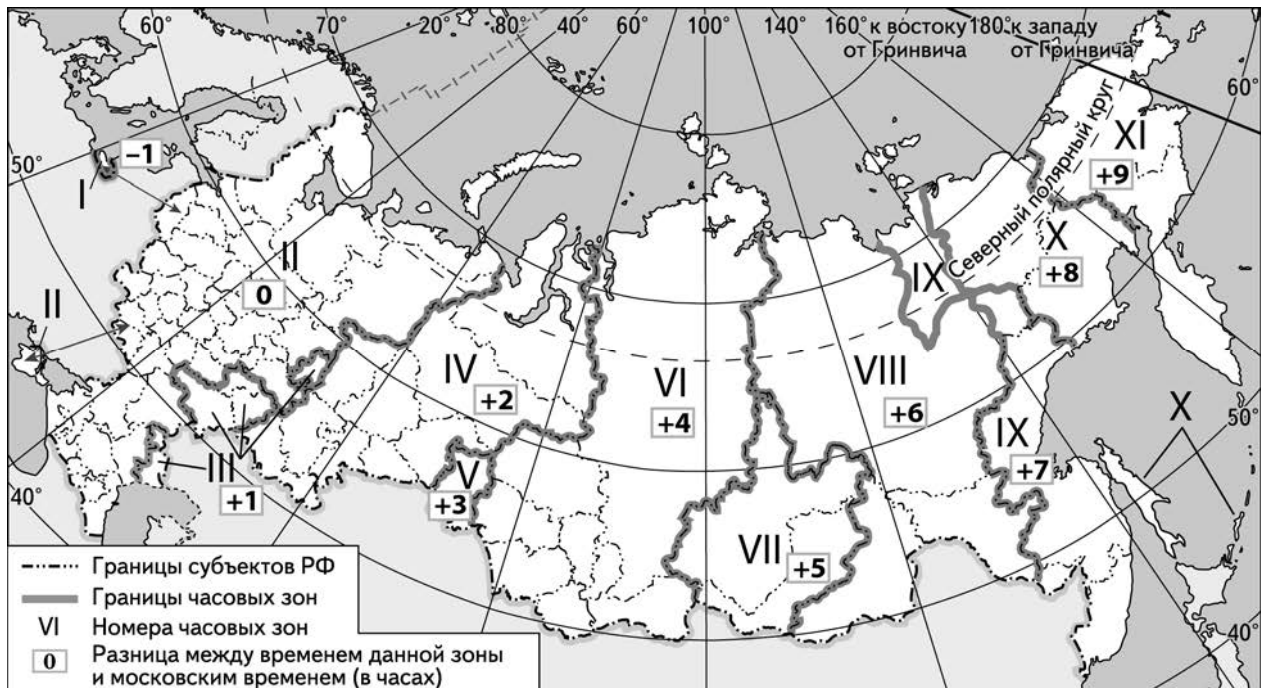 60°
70°
20°
40°
60°
100°
140°
160°
к востоку
от Гринвича
180°
к западу
от Гринвича
60°
50°
−1
I
II
0
II
III
+1
40°
IV
+2
V
+3
VI
+4
VII
+5
VIII
+6
IX
IX
+7
Северный полярный круг
X
+8
XI
+9
X
50°
60°
80°
100°
120°
40°
Границы субъектов РФ
Границы часовых зон
VI Номера часовых зон
0 Разница между временем данной зоны
и московским временем (в часах)